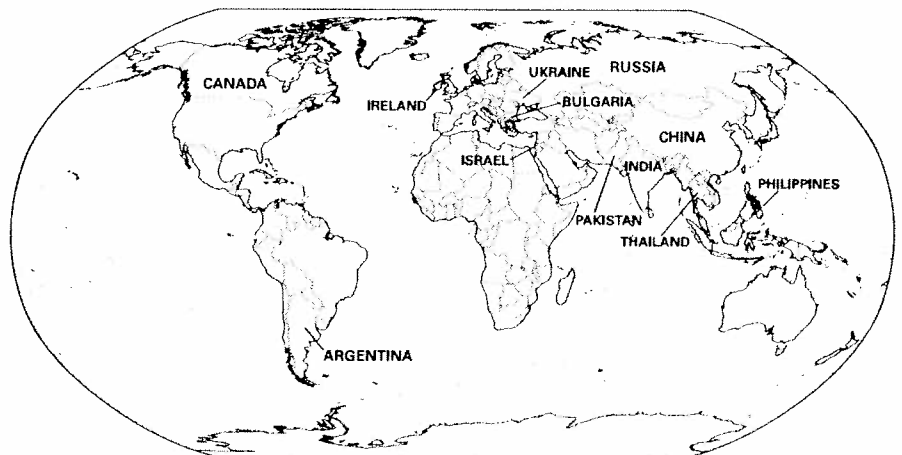 CANADA
UKRAINE
RUSSIA
IRELAND
BULGARIA
CHINA
ISRAEL
INDIA
PHILIPPINES
PAKISTAN
THAILAND
ARGENTINA